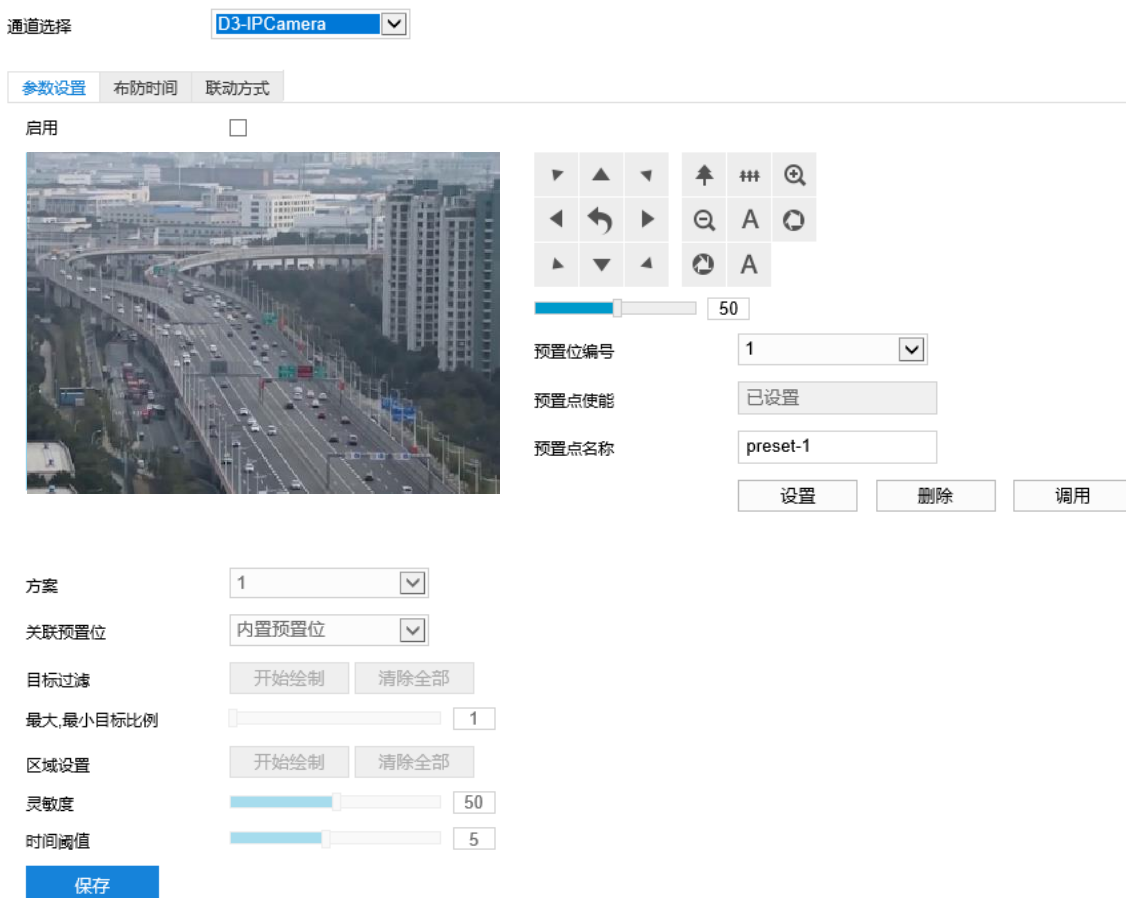 通道选择 D3-IPCamera
参数设置 布防时间 联动方式
启用
A
A
50
预置位编号 1
预置点使能 已设置
预置点名称 preset-1
设置 删除 调用
方案 1
关联预置位 内置预置位
目标过滤 开始绘制 清除全部
最大,最小目标比例 1
区域设置 开始绘制 清除全部
灵敏度 50
时间阈值 5
保存